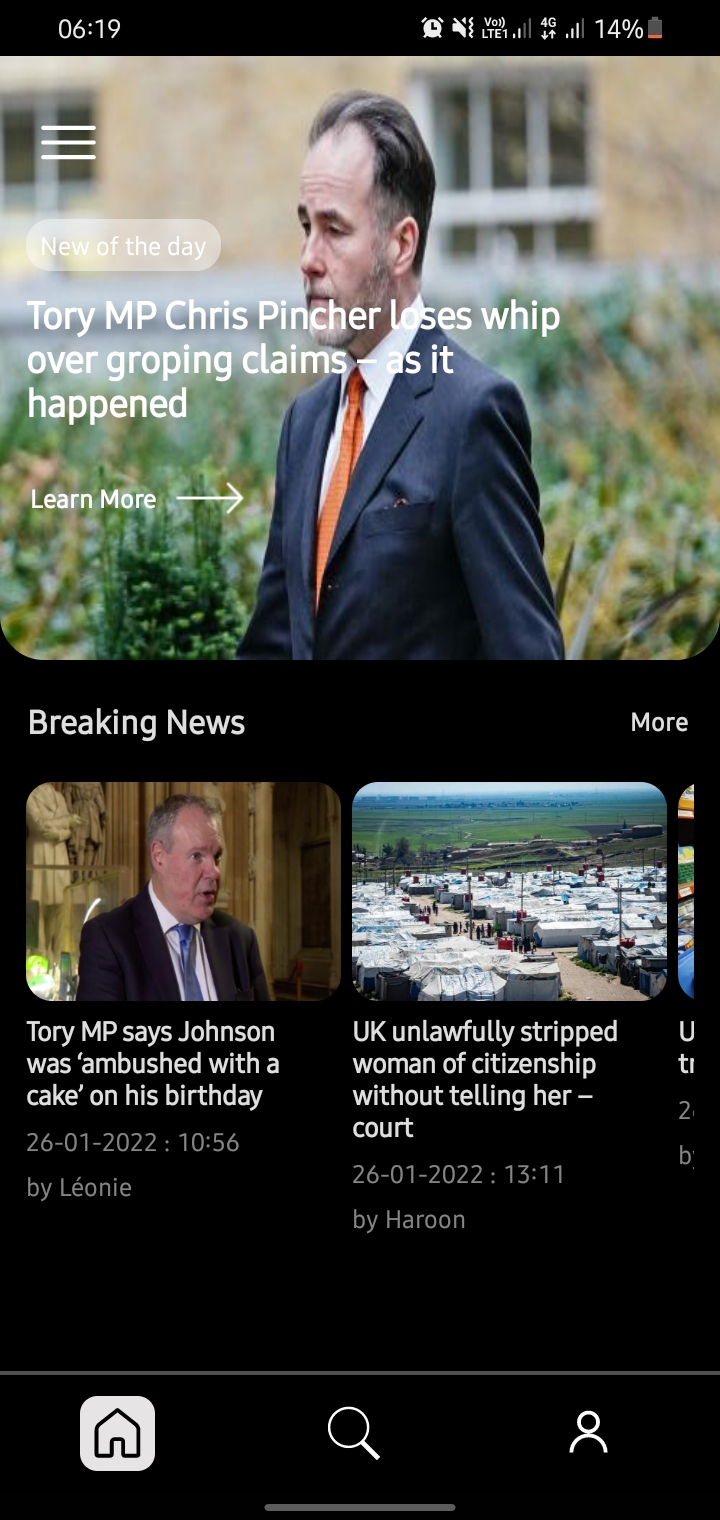 06:19
Vo))
LTE1
4G
14%
New of the day
Tory MP Chris Pincher loses whip
over groping claims – as it
happened
Learn More
Breaking News
More
Tory MP says Johnson
was ‘ambushed with a
cake’ on his birthday
26-01-2022 : 10:56
by Léonie
UK unlawfully stripped
woman of citizenship
without telling her –
court
26-01-2022 : 13:11
by Haroon